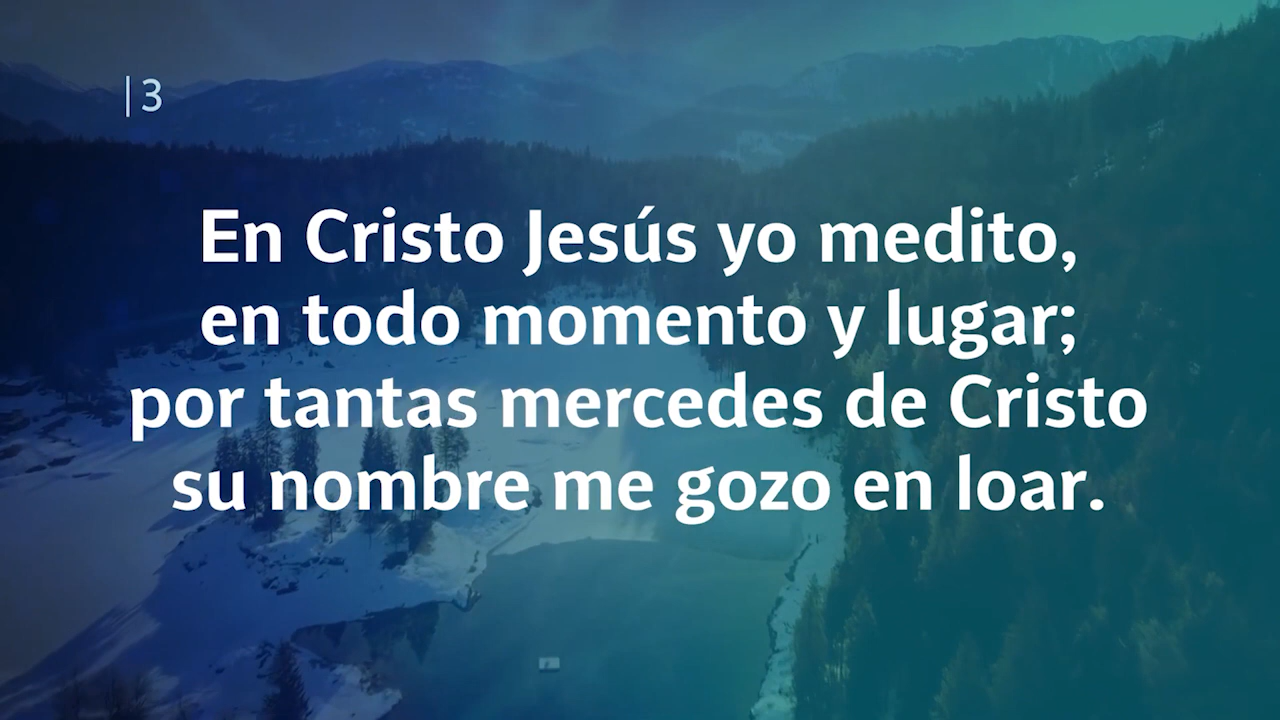 |3
En Cristo Jesús yo medito,
en todo momento y lugar;
por tantas mercedes de Cristo
su nombre me gozo en loar.